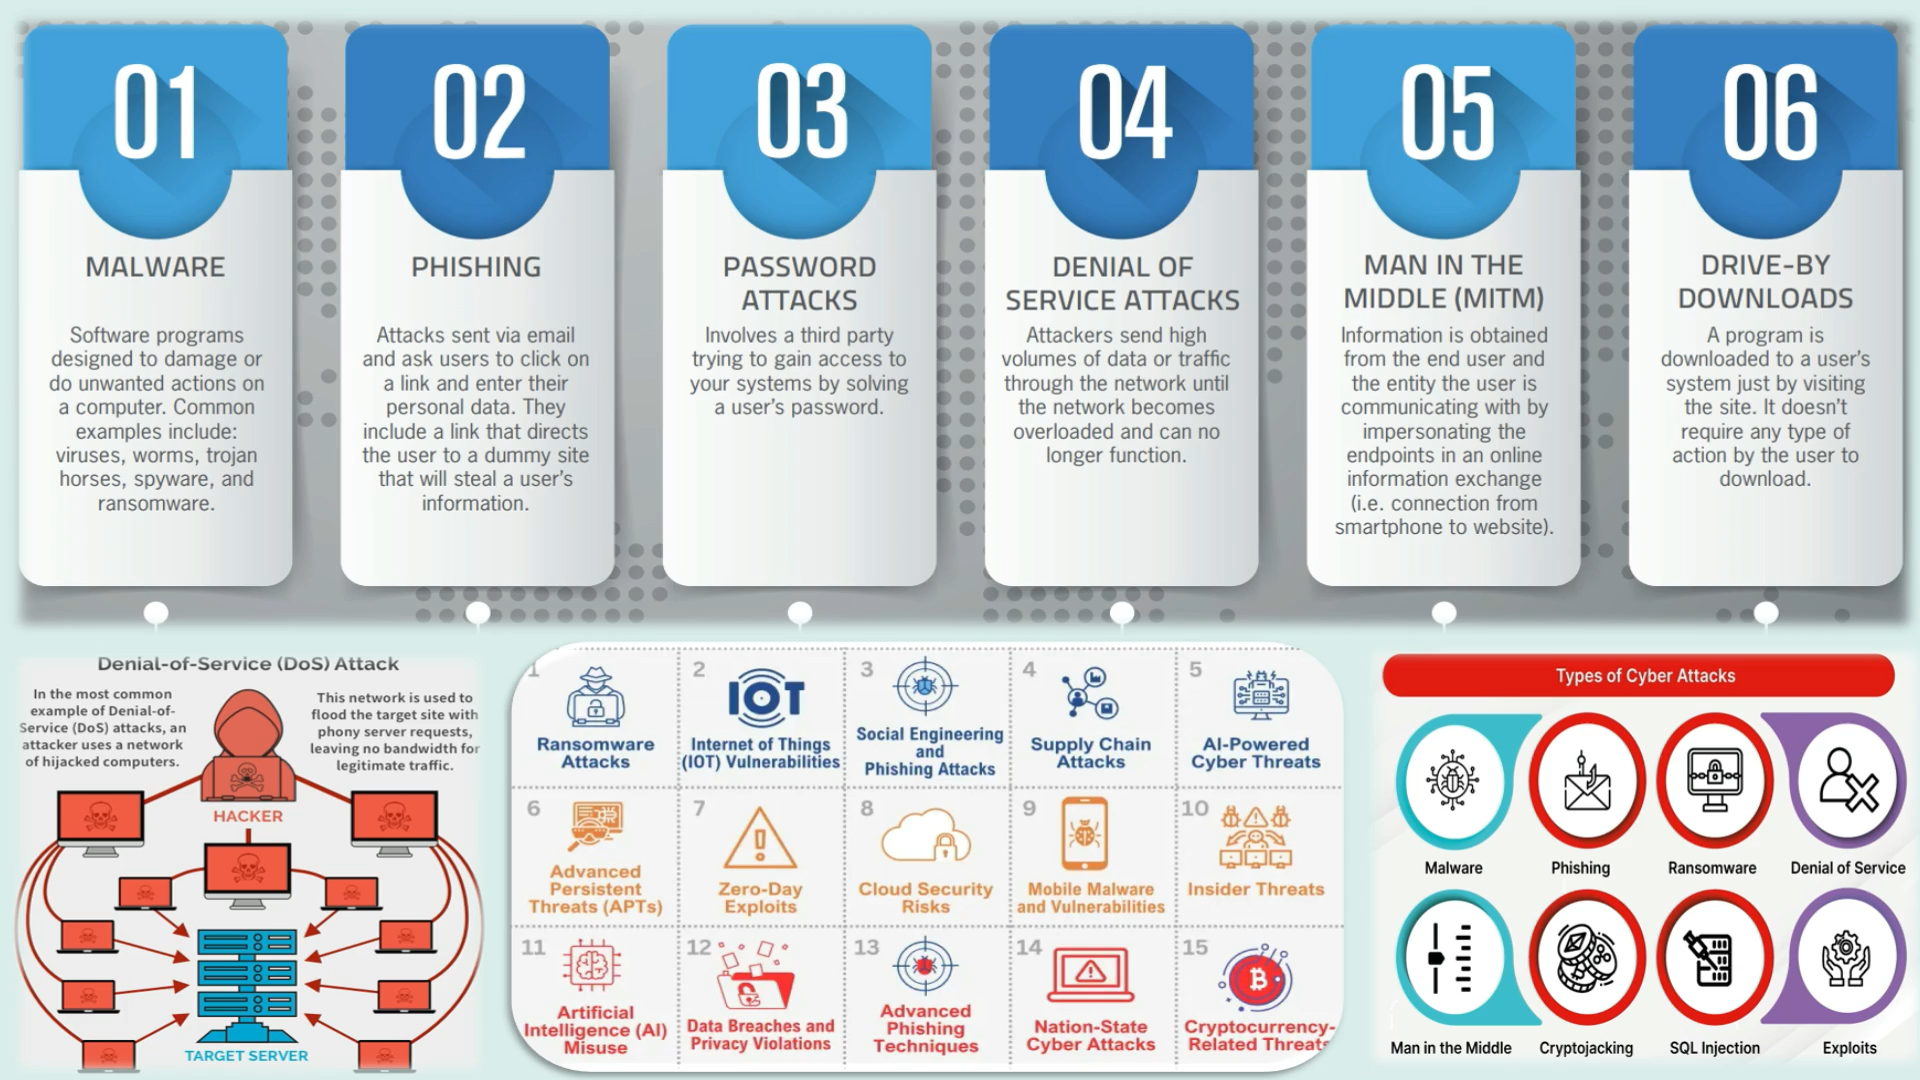 01
MALWARE
Software programs
designed to damage or
do unwanted actions on
a computer. Common
examples include:
viruses, worms, trojan
horses, spyware, and
ransomware.
02
PHISHING
Attacks sent via email
and ask users to click on
a link and enter their
personal data. They
include a link that directs
the user to a dummy site
that will steal a user's
information.
03
PASSWORD
ATTACKS
Involves a third party
trying to gain access to
your systems by solving
a user's password.
04
DENIAL OF
SERVICE ATTACKS
Attackers send high
volumes of data or traffic
through the network until
the network becomes
overloaded and can no
longer function.
05
MAN IN THE
MIDDLE (MITM)
Information is obtained
from the end user and
the entity the user is
communicating with by
impersonating the
endpoints in an online
information exchange
(i.e. connection from
smartphone to website).
06
DRIVE-BY
DOWNLOADS
A program is
downloaded to a user's
system just by visiting
the site. It doesn't
require any type of
action by the user to
download.
Denial-of-Service (DoS) Attack
In the most common
example of Denial-of-
Service (DoS) attacks, an
attacker uses a network
of hijacked computers.
This network is used to
flood the target site with
phony server requests,
leaving no bandwidth for
legitimate traffic.
HACKER
TARGET SERVER
1
Ransomware
Attacks
2
IOT
Internet of Things
(IOT) Vulnerabilities
3
Social Engineering
and
Phishing Attacks
4
Supply Chain
Attacks
5
AI-Powered
Cyber Threats
6
Advanced
Persistent
Threats (APTs)
7
Zero-Day
Exploits
8
Cloud Security
Risks
9
Mobile Malware
and Vulnerabilities
10
Insider Threats
11
Artificial
Intelligence (AI)
Misuse
12
Data Breaches and
Privacy Violations
13
Advanced
Phishing
Techniques
14
Nation-State
Cyber Attacks
15
Cryptocurrency-
Related Threats
Types of Cyber Attacks
Malware
Phishing
Ransomware
Denial of Service
Man in the Middle
Cryptojacking
SQL Injection
Exploits